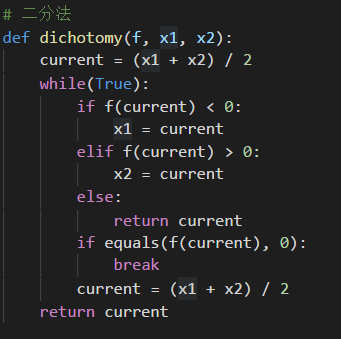 # 二分法
def dichotomy(f, x1, x2):
    current = (x1 + x2) / 2
    while(True):
        if f(current) < 0:
            x1 = current
        elif f(current) > 0:
            x2 = current
        else:
            return current
        if equals(f(current), 0):
            break
        current = (x1 + x2) / 2
    return current